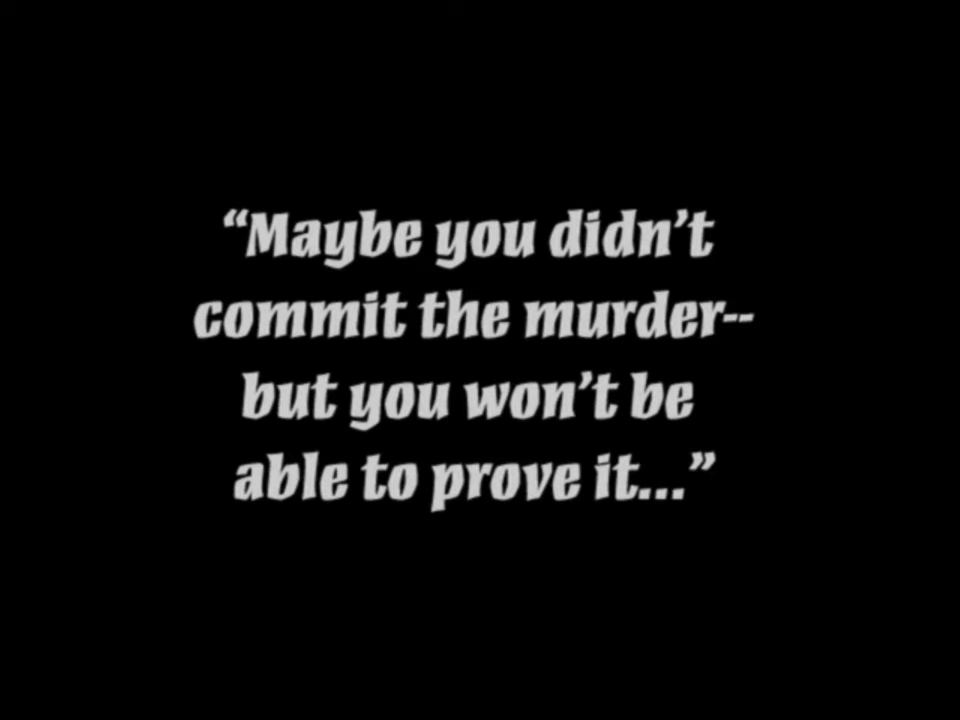 “Maybe you didn’t
commit the murder--
but you won’t be
able to prove it...”